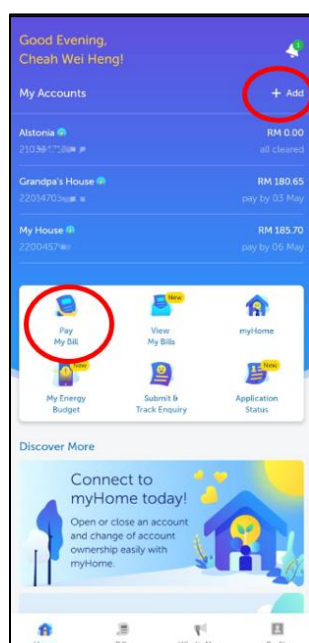 Good Evening,
Cheah Wei Heng!
My Accounts
+ Add
Alstonia
RM 0.00
all cleared
Grandpa's House
RM 180.65
pay by 03 May
My House
RM 185.70
pay by 06 May
Pay
My Bill
New
View
My Bills
myHome
New
My Energy
Budget
Submit &
Track Enquiry
New
Application
Status
Discover More
Connect to
myHome today!
Open or close an account
and change of account
ownership easily with
myHome.